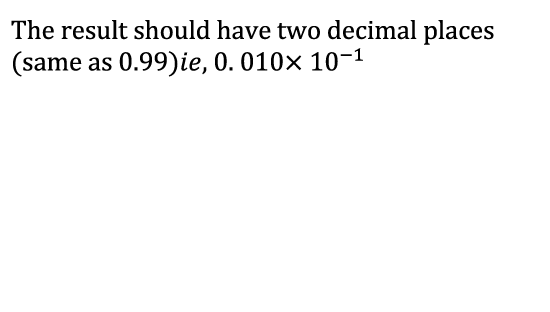 The result should have two decimal places
(same as 0.99)ie, 0. 010× 10⁻¹